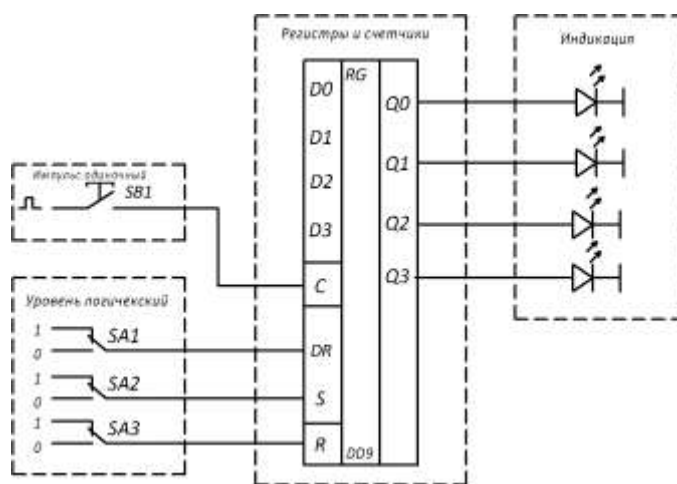 Регистры и счетчики
Индикация
D0
RG
Q0
D1
Q1
D2
Q2
D3
Q3
Импульс одиночный
SB1
C
Уровень логичекский
1
0
SA1
DR
1
0
SA2
S
1
0
SA3
R
DD9